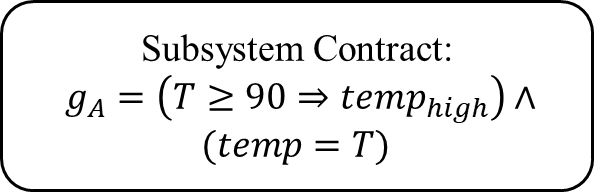 Subsystem Contract:
g_A = (T ≥ 90 ⇒ temp_high) ∧
(temp = T)